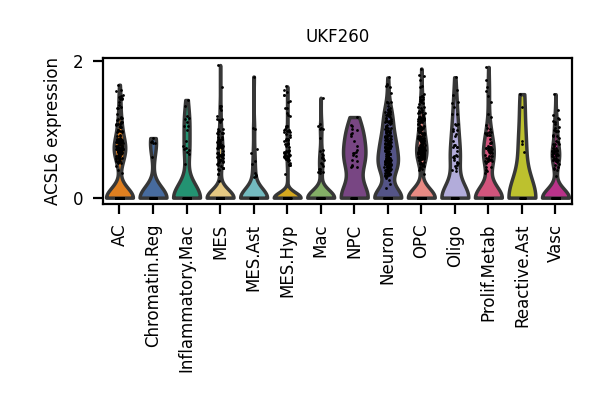 UKF260
ACSL6 expression
2
0
AC
Chromatin.Reg
Inflammatory.Mac
MES
MES.Ast
MES.Hyp
Mac
NPC
Neuron
OPC
Oligo
Prolif.Metab
Reactive.Ast
Vasc